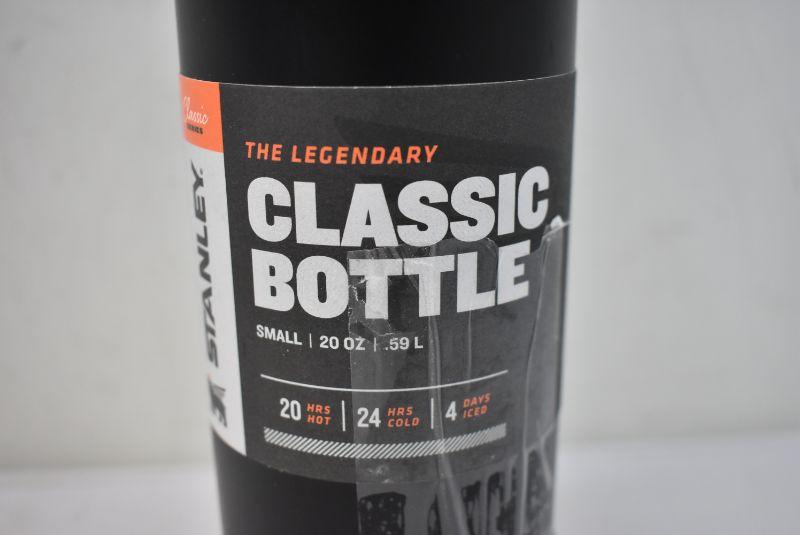 Classic
SERIES
STANLEY
THE LEGENDARY
CLASSIC
BOTTLE
SMALL | 20 OZ | .59 L
20 HRS HOT | 24 HRS COLD | 4 DAYS ICED